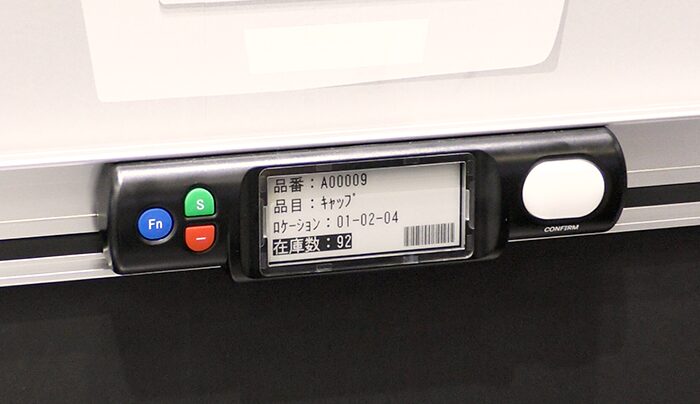 品番：A00009
品目：ｷｬｯﾌﾟ
ﾛｹｰｼｮﾝ：01-02-04
在庫数：92
S
Fn
−
CONFIRM